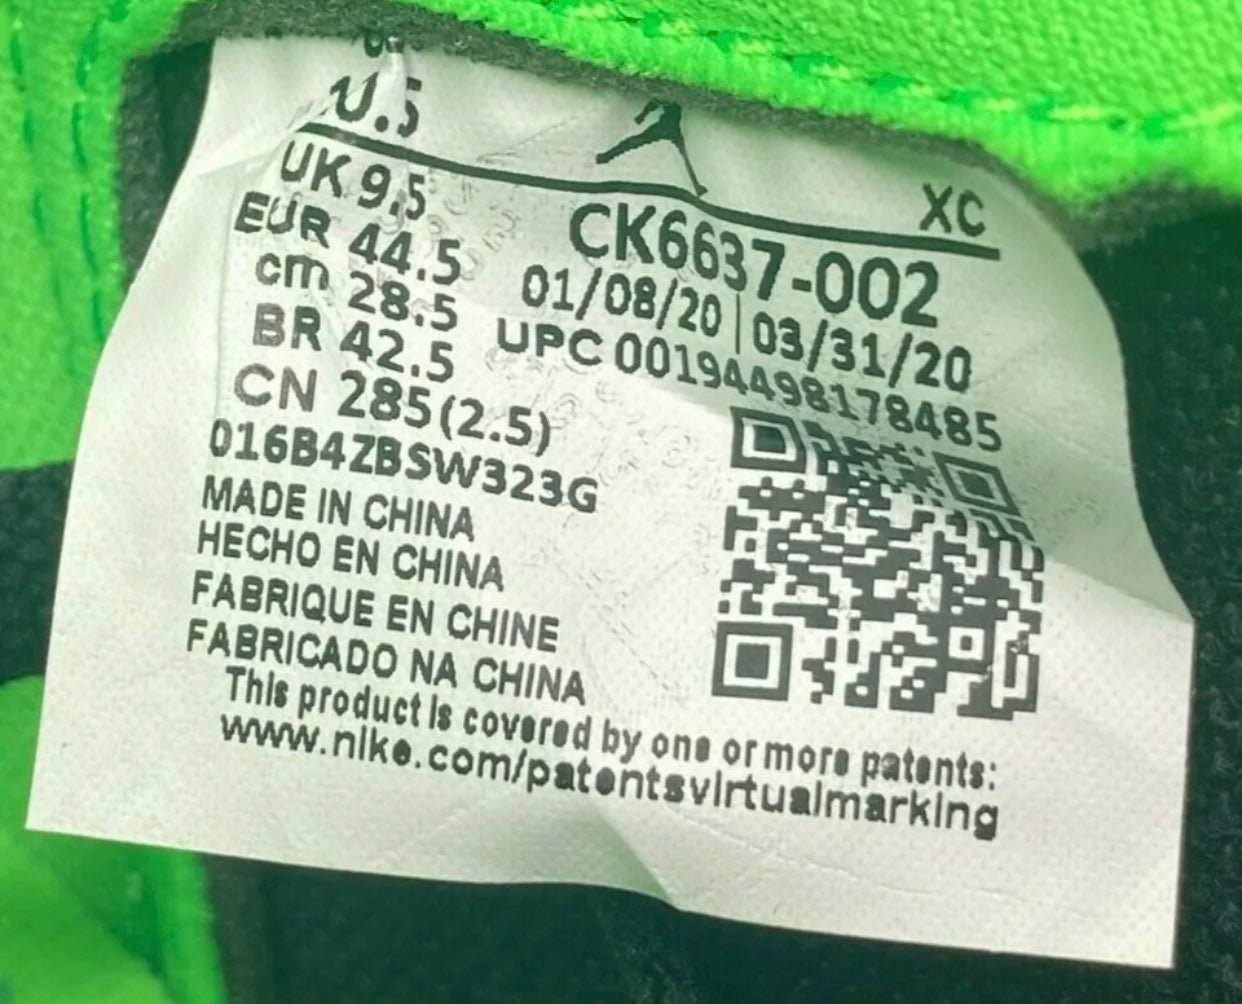 XC
UK 9.5
CK6637-002
EUR 44.5
01/08/20 | 03/31/20
cm 28.5
UPC 00194498178485
BR 42.5
CN 285(2.5)
016B4ZBSW323G
MADE IN CHINA
HECHO EN CHINA
FABRIQUE EN CHINE
FABRICADO NA CHINA
This product is covered by one or more patents:
www.nike.com/patentsvirtualmarking